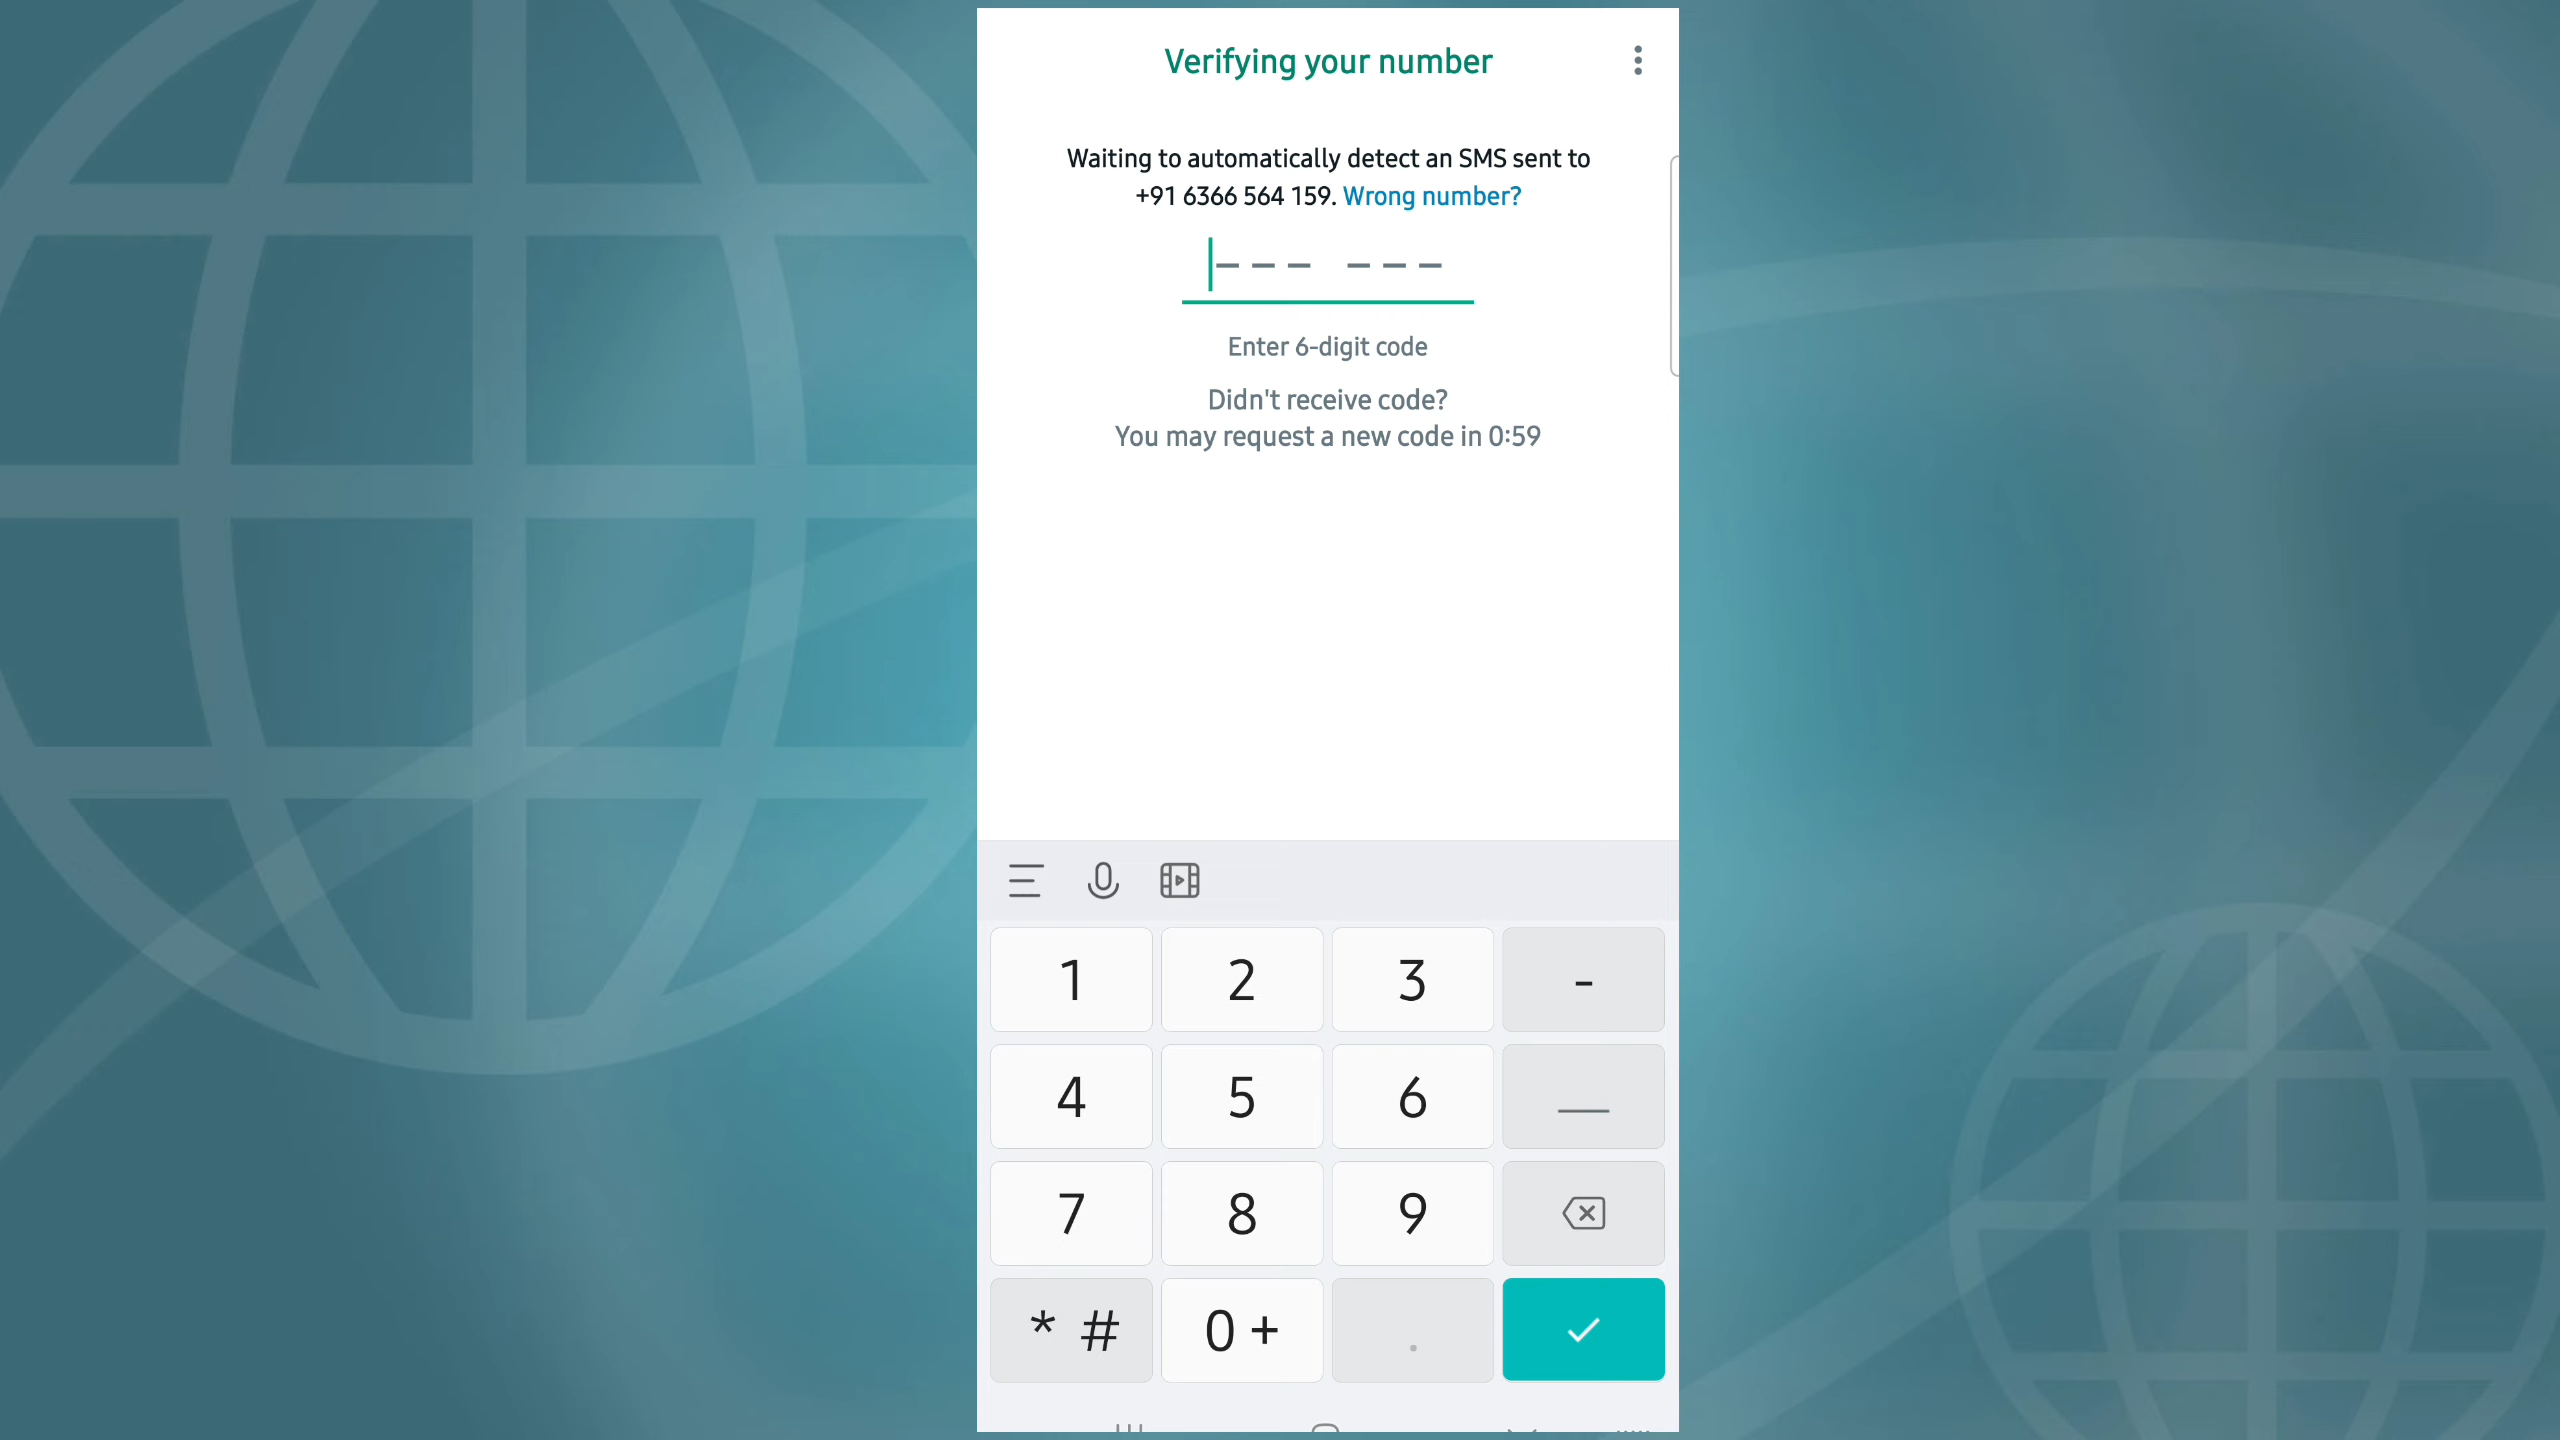 Verifying your number
Waiting to automatically detect an SMS sent to
+91 6366 564 159. Wrong number?
Enter 6-digit code
Didn't receive code?
You may request a new code in 0:59
1 2 3 -
4 5 6
7 8 9
* # 0 + .